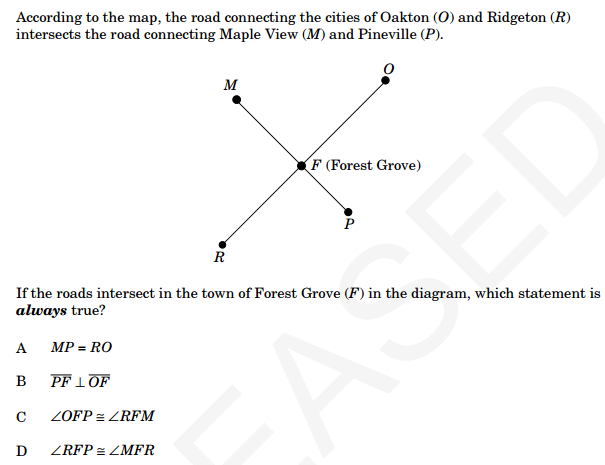 According to the map, the road connecting the cities of Oakton (O) and Ridgeton (R)
intersects the road connecting Maple View (M) and Pineville (P).
O
M
F (Forest Grove)
P
R
If the roads intersect in the town of Forest Grove (F) in the diagram, which statement is
always true?
A MP = RO
B P̅F̅ ⊥ O̅F̅
C ∠OFP ≅ ∠RFM
D ∠RFP ≅ ∠MFR
EASED